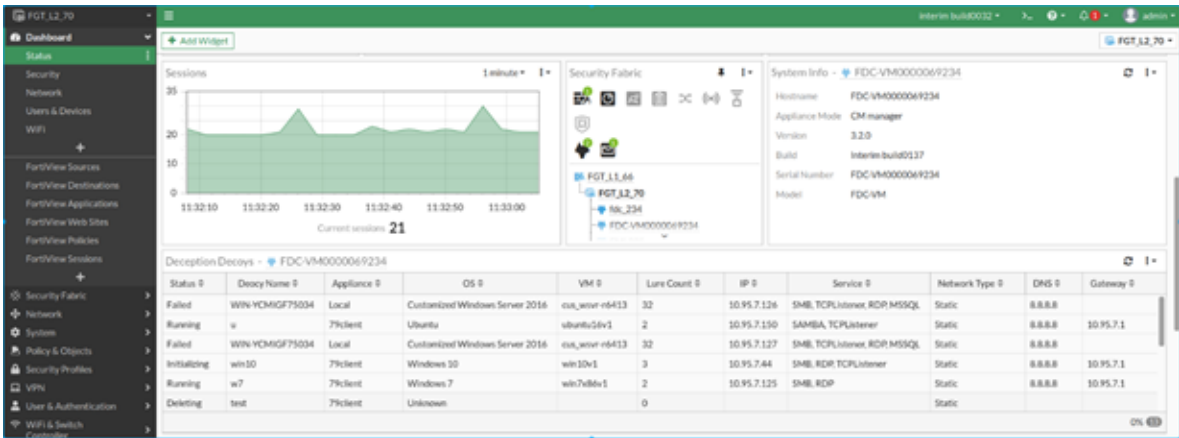 FGT_L2_70
interim build0032
>_
admin
Dashboard
+ Add Widget
FGT_L2_70
Status
Security
Network
Users & Devices
WiFi
+
FortiView Sources
FortiView Destinations
FortiView Applications
FortiView Web Sites
FortiView Policies
FortiView Sessions
+
Security Fabric
Network
System
Policy & Objects
Security Profiles
VPN
User & Authentication
WiFi & Switch
Controller
Sessions
1 minute
35
20
10
0
11:32:10 11:32:20 11:32:30 11:32:40 11:32:50 11:33:00
Current sessions 21
Security Fabric
FGT_L1_66
FGT_L2_70
fdc_234
FDC-VM0000069234
System Info - FDC-VM0000069234
Hostname FDC-VM0000069234
Appliance Mode CM manager
Version 3.2.0
Build interim build0137
Serial Number FDC-VM0000069234
Model FDC-VM
Deception Decoys - FDC-VM0000069234
Status Deocy Name Appliance OS VM Lure Count IP Service Network Type DNS Gateway
Failed WIN-YCMIGF75034 Local Customized Windows Server 2016 cus_wsvr-n6413 32 10.95.7.126 SMB, TCPListener, RDP, MSSQL Static 8.8.8.8
Running u 79client Ubuntu ubuntu16v1 2 10.95.7.150 SAMBA, TCPListener Static 8.8.8.8 10.95.7.1
Failed WIN-YCMIGF75034 Local Customized Windows Server 2016 cus_wsvr-n6413 32 10.95.7.127 SMB, TCPListener, RDP, MSSQL Static 8.8.8.8
Initializing win10 79client Windows 10 win10v1 3 10.95.7.44 SMB, RDP, TCPListener Static 8.8.8.8 10.95.7.1
Running w7 79client Windows 7 win7x86v1 2 10.95.7.125 SMB, RDP Static 8.8.8.8 10.95.7.1
Deleting test 79client Unknown 0 Static
0%